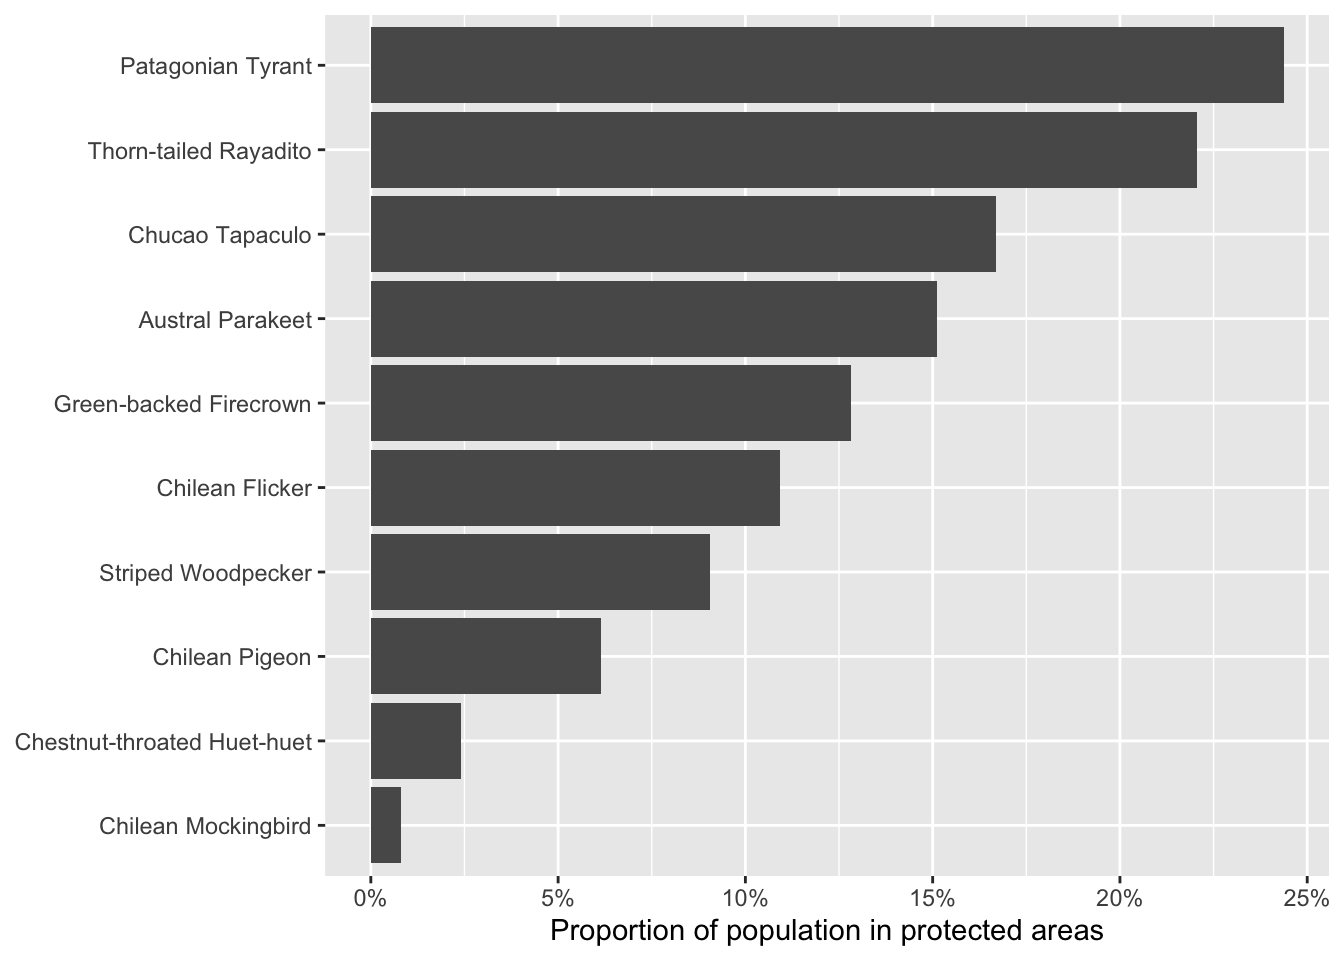 Patagonian Tyrant
Thorn-tailed Rayadito
Chucao Tapaculo
Austral Parakeet
Green-backed Firecrown
Chilean Flicker
Striped Woodpecker
Chilean Pigeon
Chestnut-throated Huet-huet
Chilean Mockingbird
0% 5% 10% 15% 20% 25%
Proportion of population in protected areas